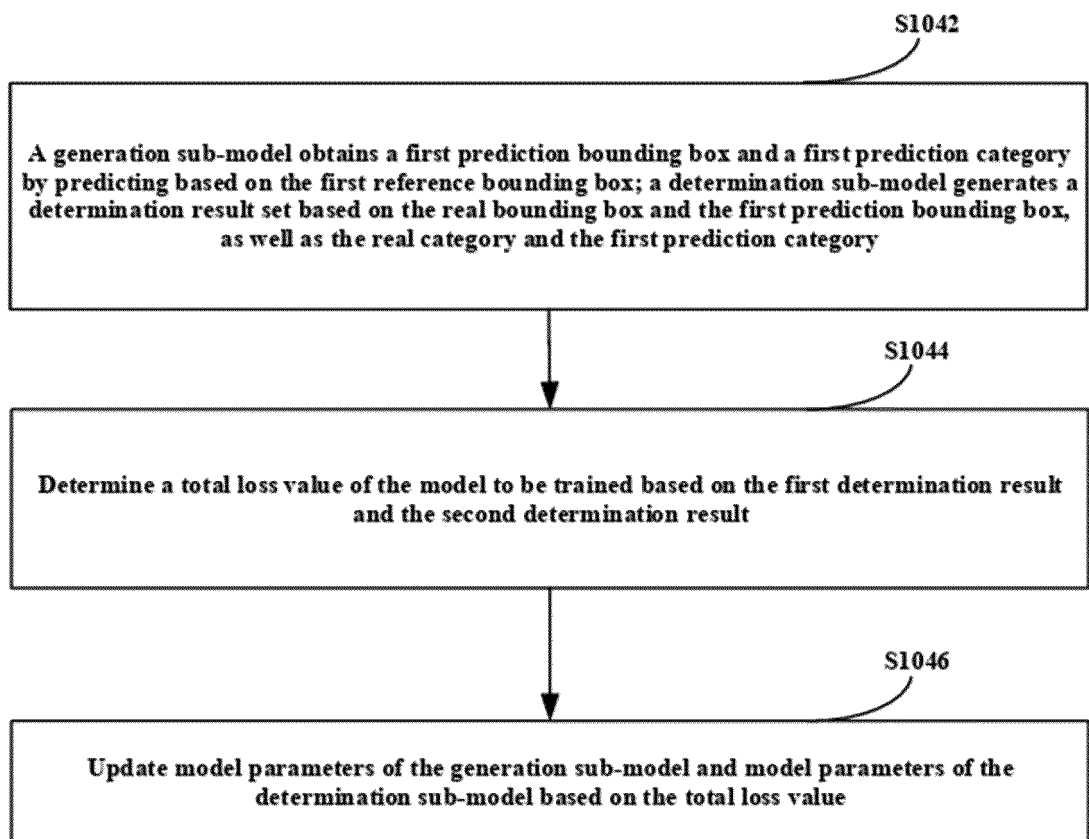 S1042
A generation sub-model obtains a first prediction bounding box and a first prediction category
by predicting based on the first reference bounding box; a determination sub-model generates a
determination result set based on the real bounding box and the first prediction bounding box,
as well as the real category and the first prediction category
S1044
Determine a total loss value of the model to be trained based on the first determination result
and the second determination result
S1046
Update model parameters of the generation sub-model and model parameters of the
determination sub-model based on the total loss value